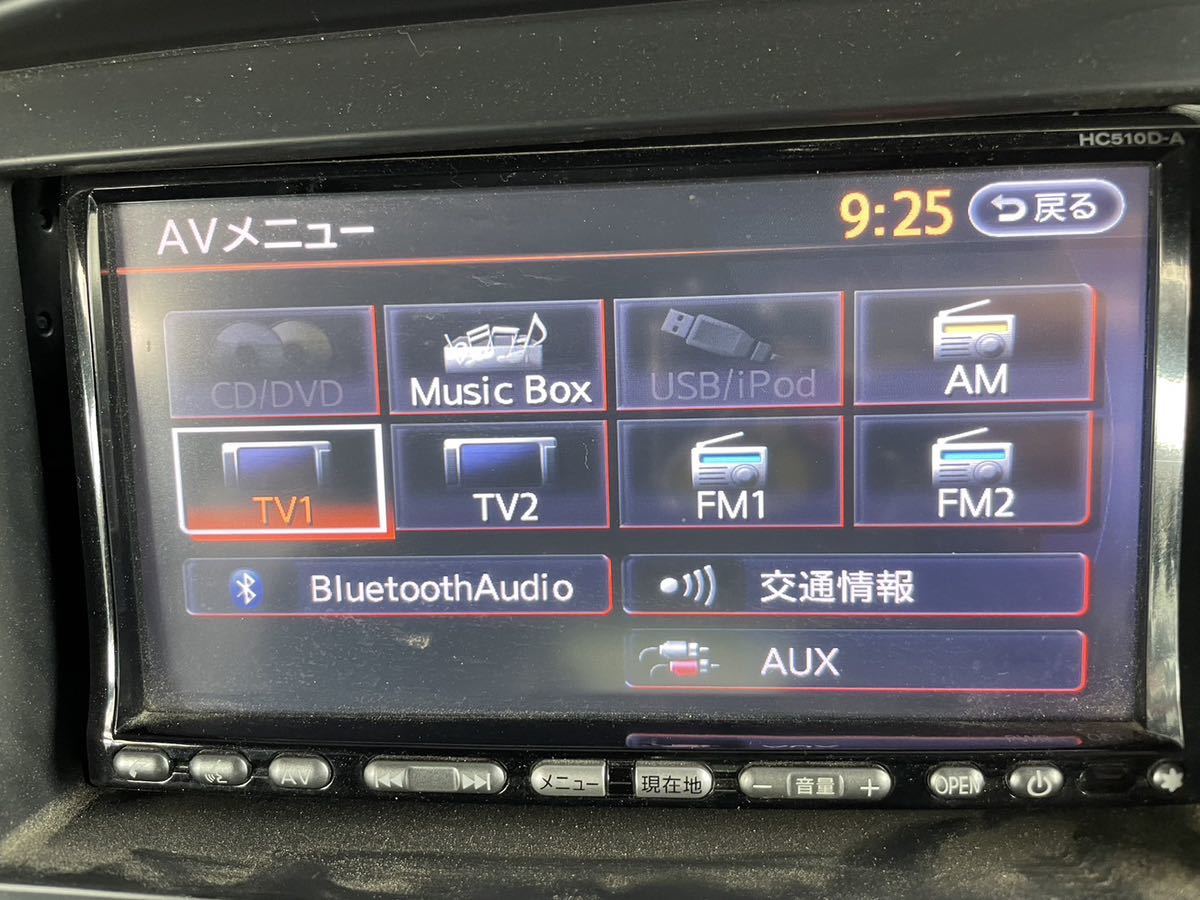 HC510D-A
AVメニュー 9:25 戻る
CD/DVD Music Box USB/iPod AM
TV1 TV2 FM1 FM2
BluetoothAudio 交通情報
AUX
AV メニュー 現在地 − 音量 + OPEN